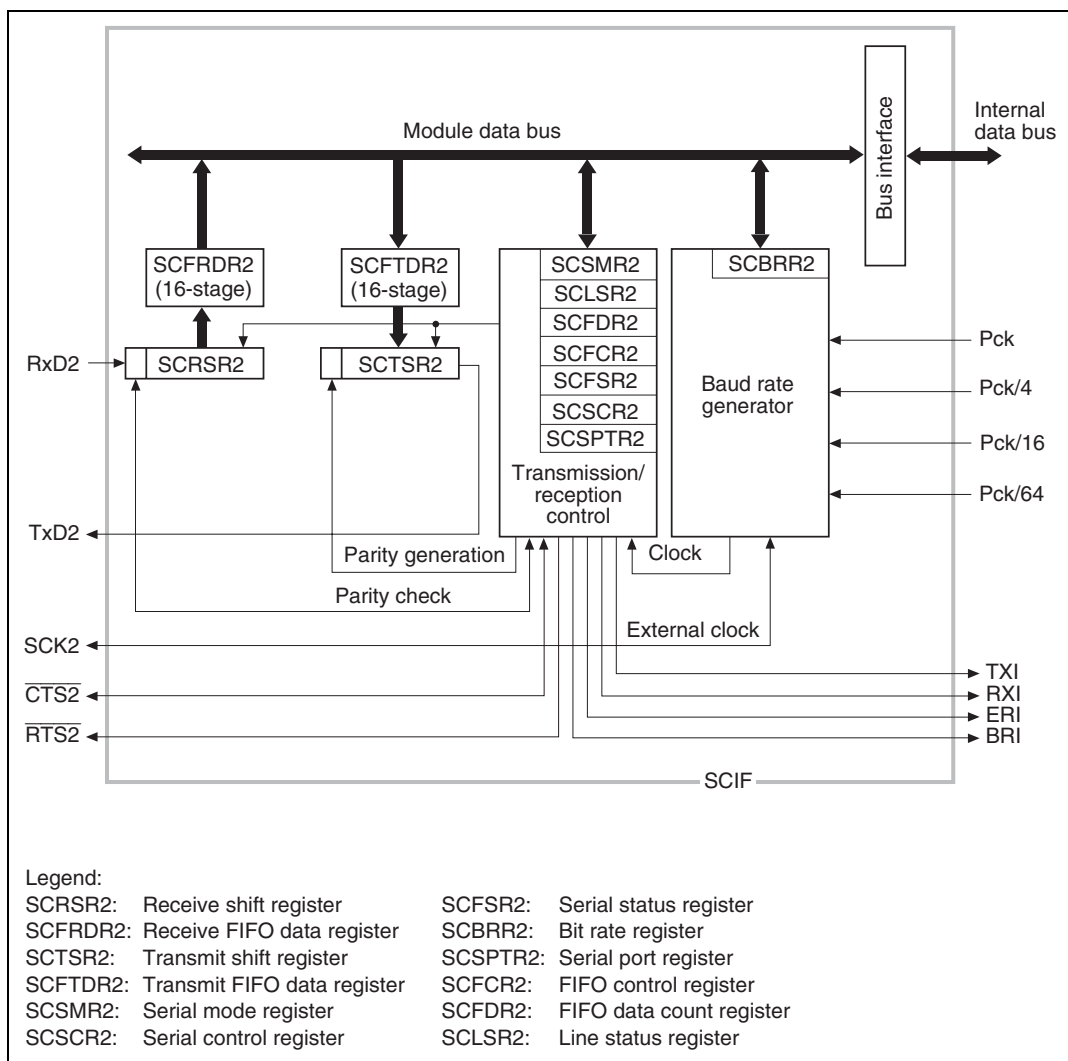 Module data bus
Bus interface
Internal
data bus
SCFRDR2
(16-stage)
SCFTDR2
(16-stage)
SCSMR2
SCLSR2
SCFDR2
SCFCR2
SCFSR2
SCSCR2
SCSPTR2
Transmission/
reception
control
SCBRR2
Baud rate
generator
Pck
Pck/4
Pck/16
Pck/64
RxD2
SCRSR2
SCTSR2
TxD2
Parity generation
Clock
Parity check
SCK2
External clock
CTS2
RTS2
TXI
RXI
ERI
BRI
SCIF
Legend:
SCRSR2: Receive shift register
SCFRDR2: Receive FIFO data register
SCTSR2: Transmit shift register
SCFTDR2: Transmit FIFO data register
SCSMR2: Serial mode register
SCSCR2: Serial control register
SCFSR2: Serial status register
SCBRR2: Bit rate register
SCSPTR2: Serial port register
SCFCR2: FIFO control register
SCFDR2: FIFO data count register
SCLSR2: Line status register